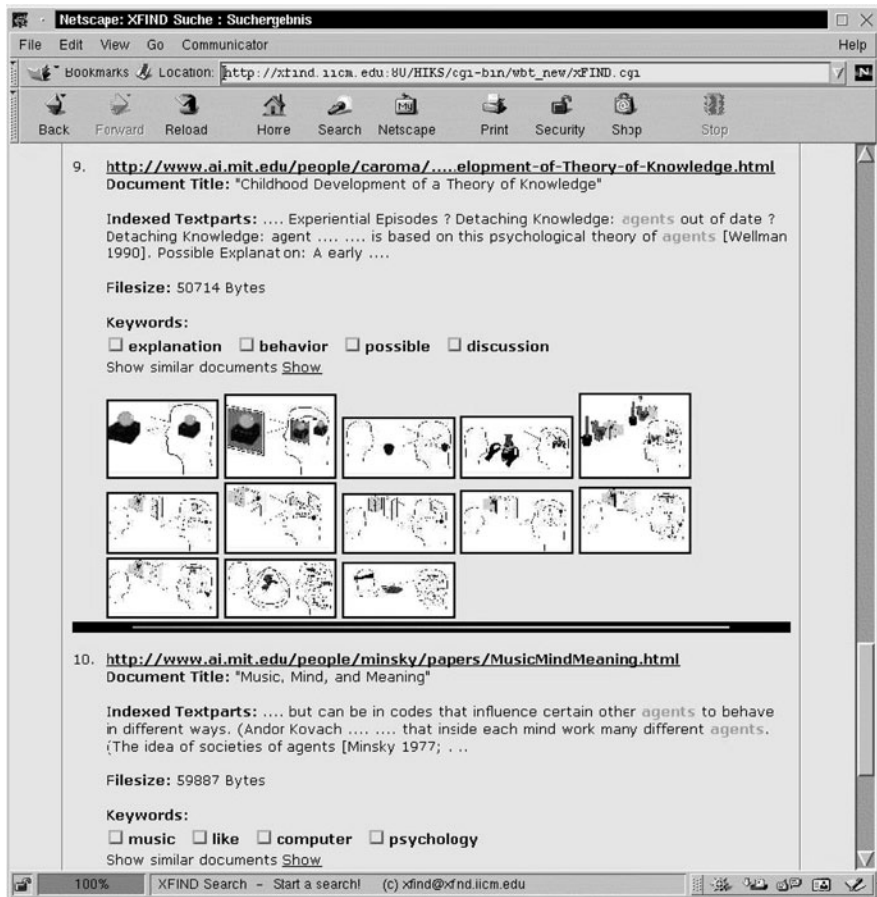 Netscape: XFIND Suche : Suchergebnis
File Edit View Go Communicator Help
Bookmarks Location: http://xfind.iicm.edu:80/HIKS/cgi-bin/wbt_new/xFIND.cgi N
My
Back Forward Reload Home Search Netscape Print Security Shop Stop
9. http://www.ai.mit.edu/people/caroma/.....elopment-of-Theory-of-Knowledge.html
Document Title: "Childhood Development of a Theory of Knowledge"
Indexed Textparts: .... Experiential Episodes ? Detaching Knowledge: agents out of date ?
Detaching Knowledge: agent .... .... is based on this psychological theory of agents [Wellman
1990]. Possible Explanation: A early ....
Filesize: 50714 Bytes
Keywords:
explanation behavior possible discussion
Show similar documents Show
10. http://www.ai.mit.edu/people/minsky/papers/MusicMindMeaning.html
Document Title: "Music, Mind, and Meaning"
Indexed Textparts: .... but can be in codes that influence certain other agents to behave
in different ways. (Andor Kovach .... .... that inside each mind work many different agents.
(The idea of societies of agents [Minsky 1977; ....
Filesize: 59887 Bytes
Keywords:
music like computer psychology
Show similar documents Show
100% XFIND Search - Start a search! (c) xfind@xfind.iicm.edu